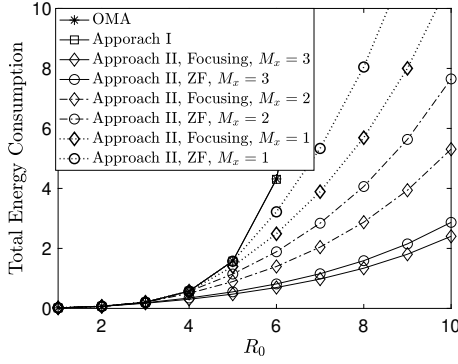 10
8
6
4
2
0
Total Energy Consumption
OMA
Apporach I
Approach II, Focusing, Mₓ = 3
Approach II, ZF, Mₓ = 3
Approach II, Focusing, Mₓ = 2
Approach II, ZF, Mₓ = 2
Approach II, Focusing, Mₓ = 1
Approach II, ZF, Mₓ = 1
2 4 6 8 10
R₀